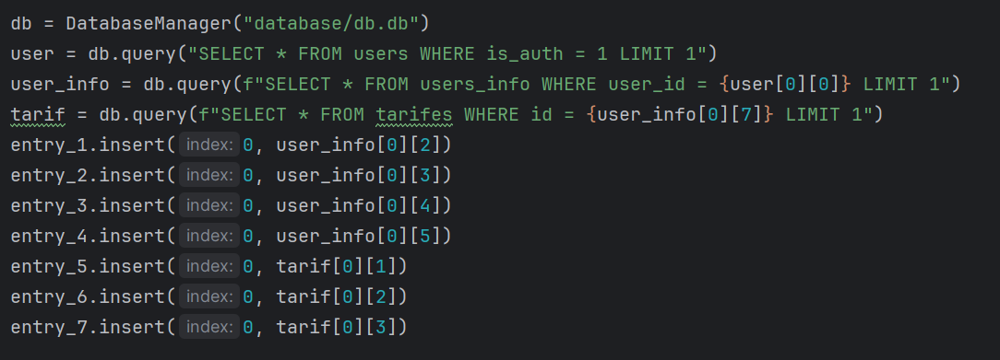 db = DatabaseManager("database/db.db")
user = db.query("SELECT * FROM users WHERE is_auth = 1 LIMIT 1")
user_info = db.query(f"SELECT * FROM users_info WHERE user_id = {user[0][0]} LIMIT 1")
tarif = db.query(f"SELECT * FROM tarifes WHERE id = {user_info[0][7]} LIMIT 1")
entry_1.insert( index: 0, user_info[0][2])
entry_2.insert( index: 0, user_info[0][3])
entry_3.insert( index: 0, user_info[0][4])
entry_4.insert( index: 0, user_info[0][5])
entry_5.insert( index: 0, tarif[0][1])
entry_6.insert( index: 0, tarif[0][2])
entry_7.insert( index: 0, tarif[0][3])